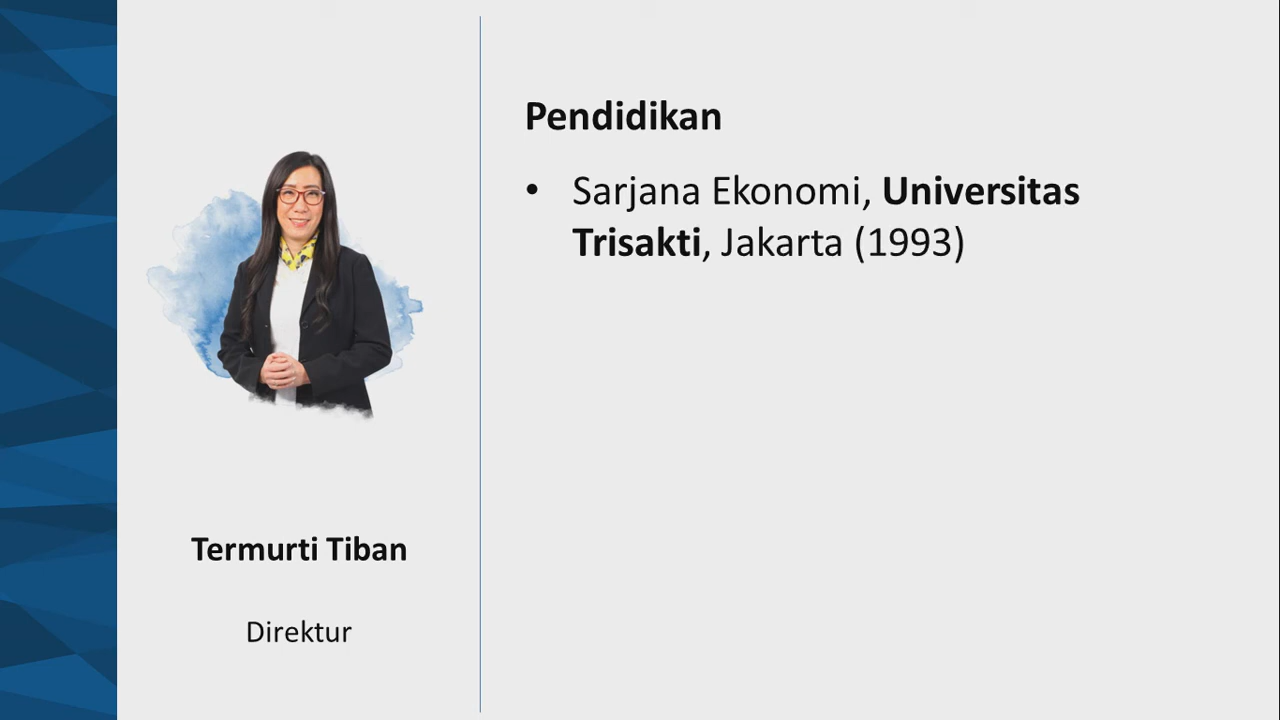 Pendidikan
• Sarjana Ekonomi, Universitas
Trisakti, Jakarta (1993)
Termurti Tiban
Direktur